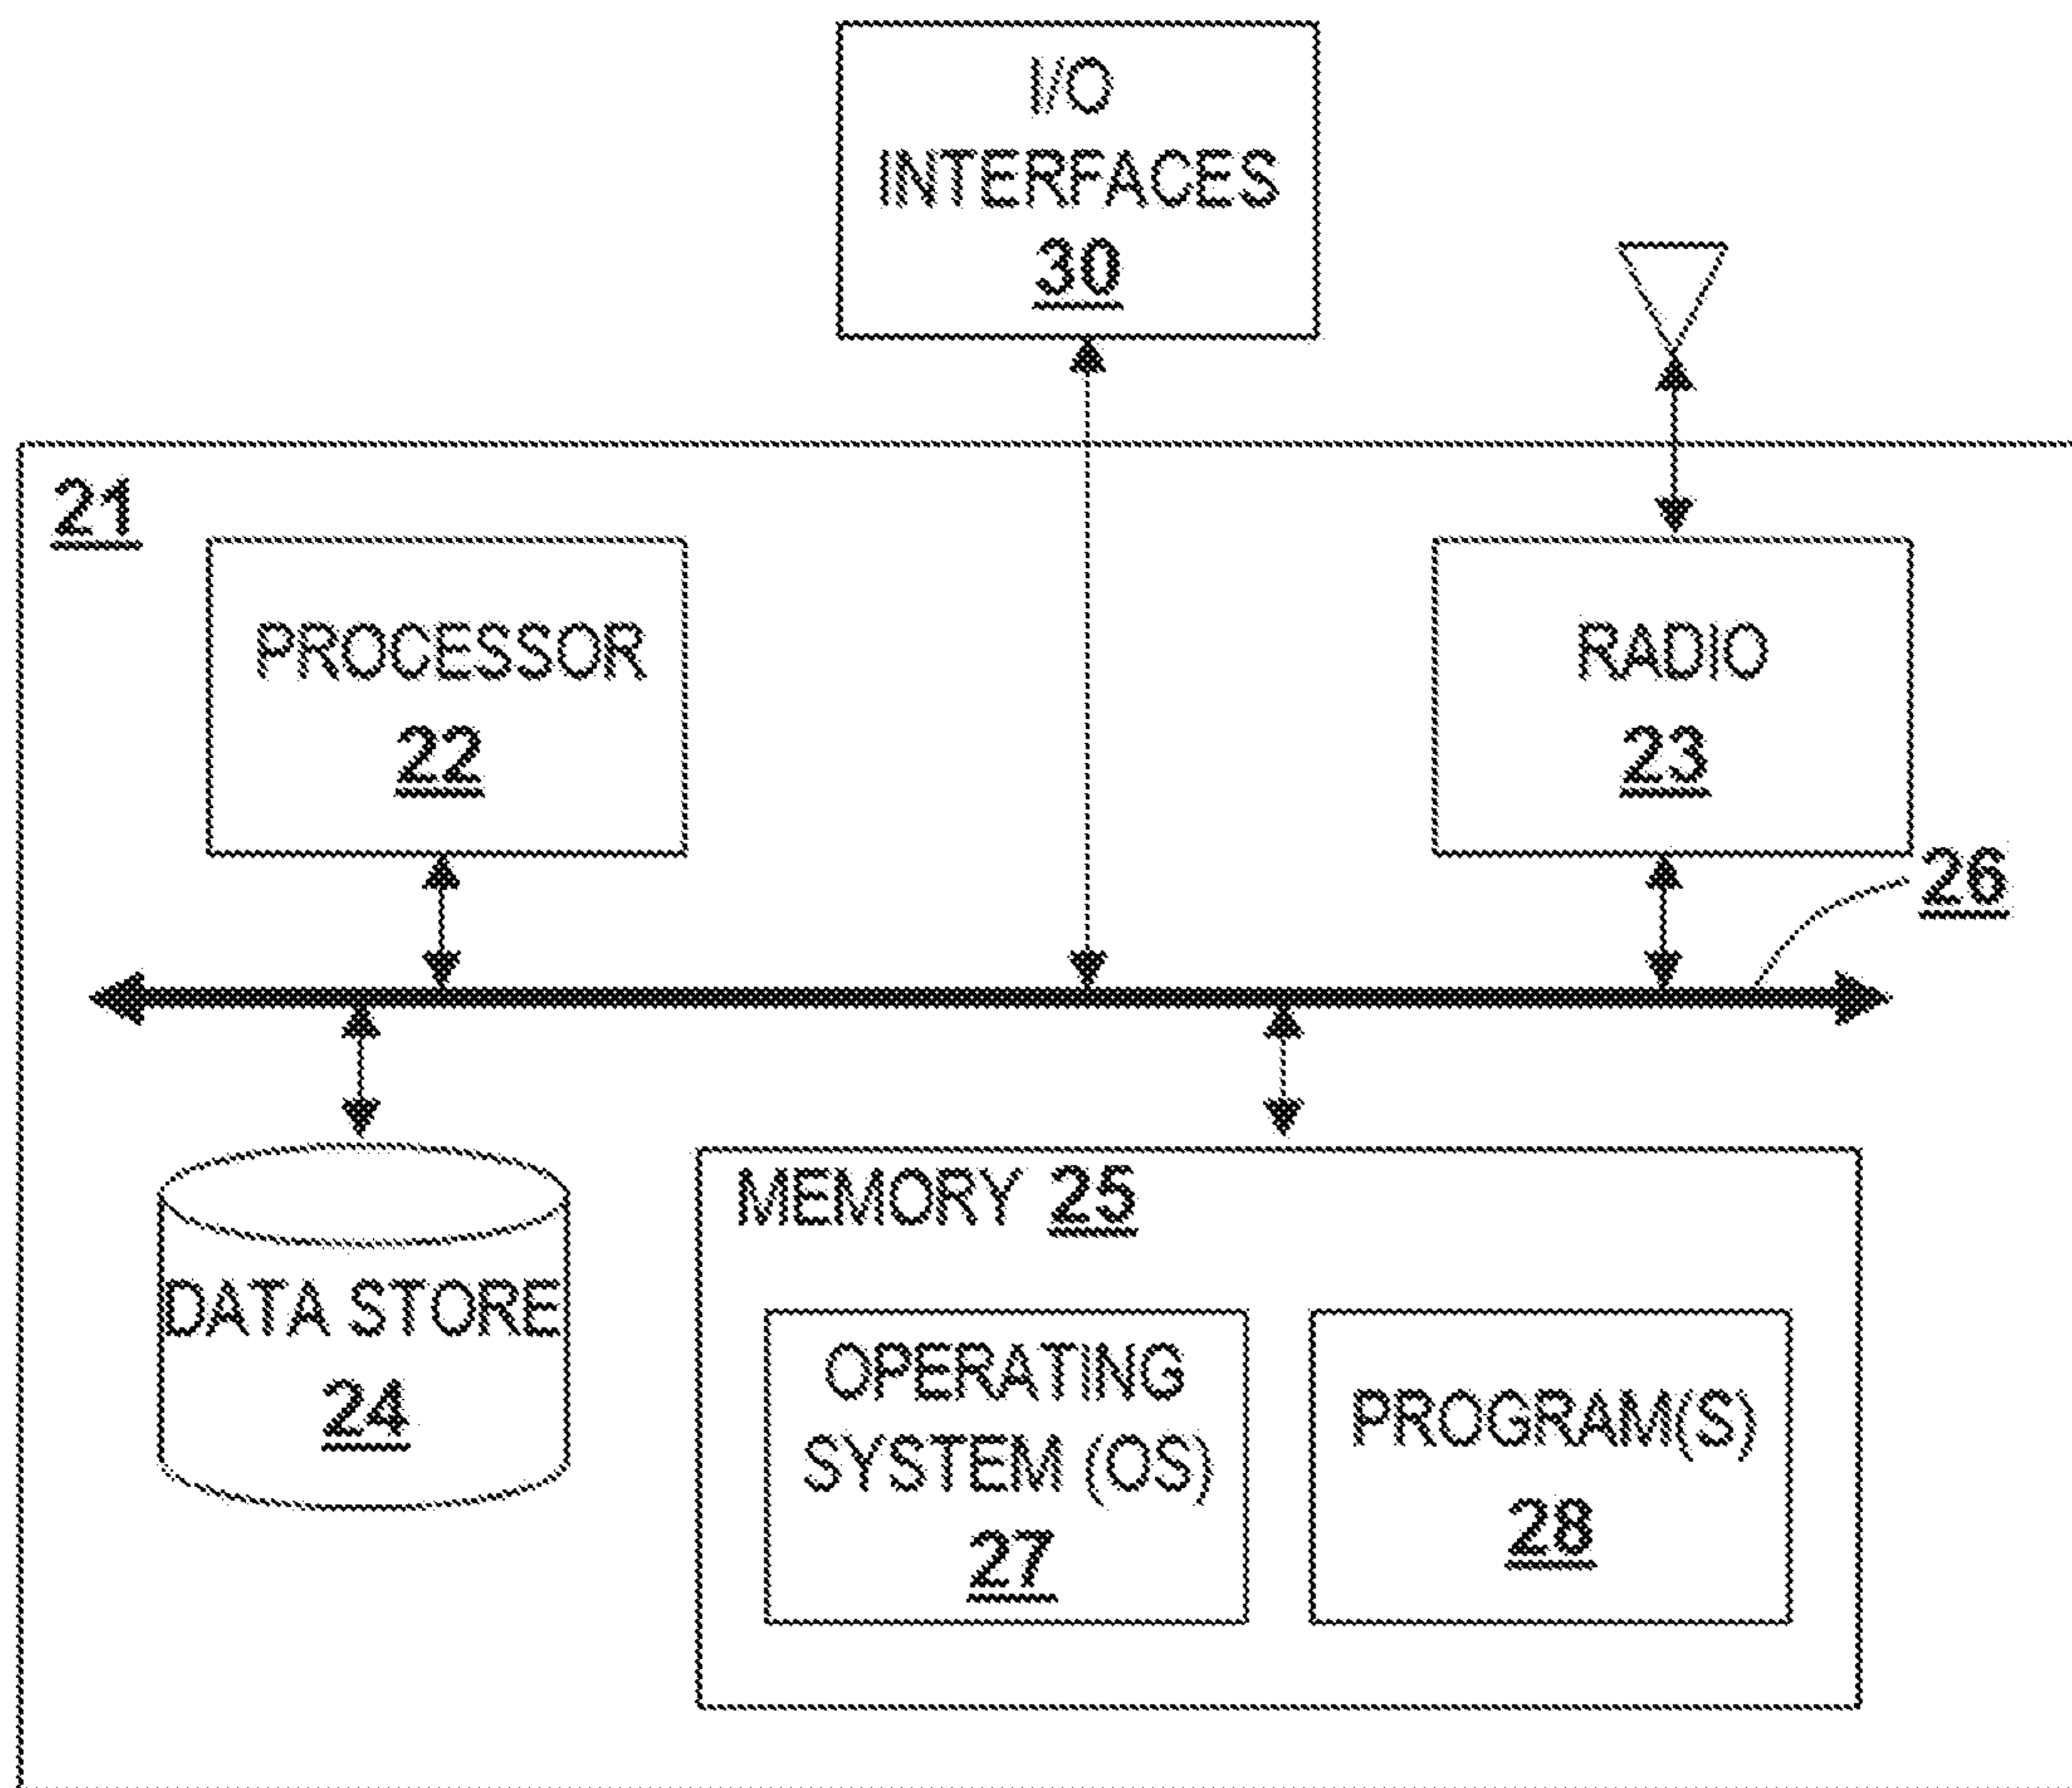 I/O
INTERFACES
30
21
PROCESSOR
22
RADIO
23
26
MEMORY 25
DATA STORE
24
OPERATING
SYSTEM (OS)
27
PROGRAM(S)
28